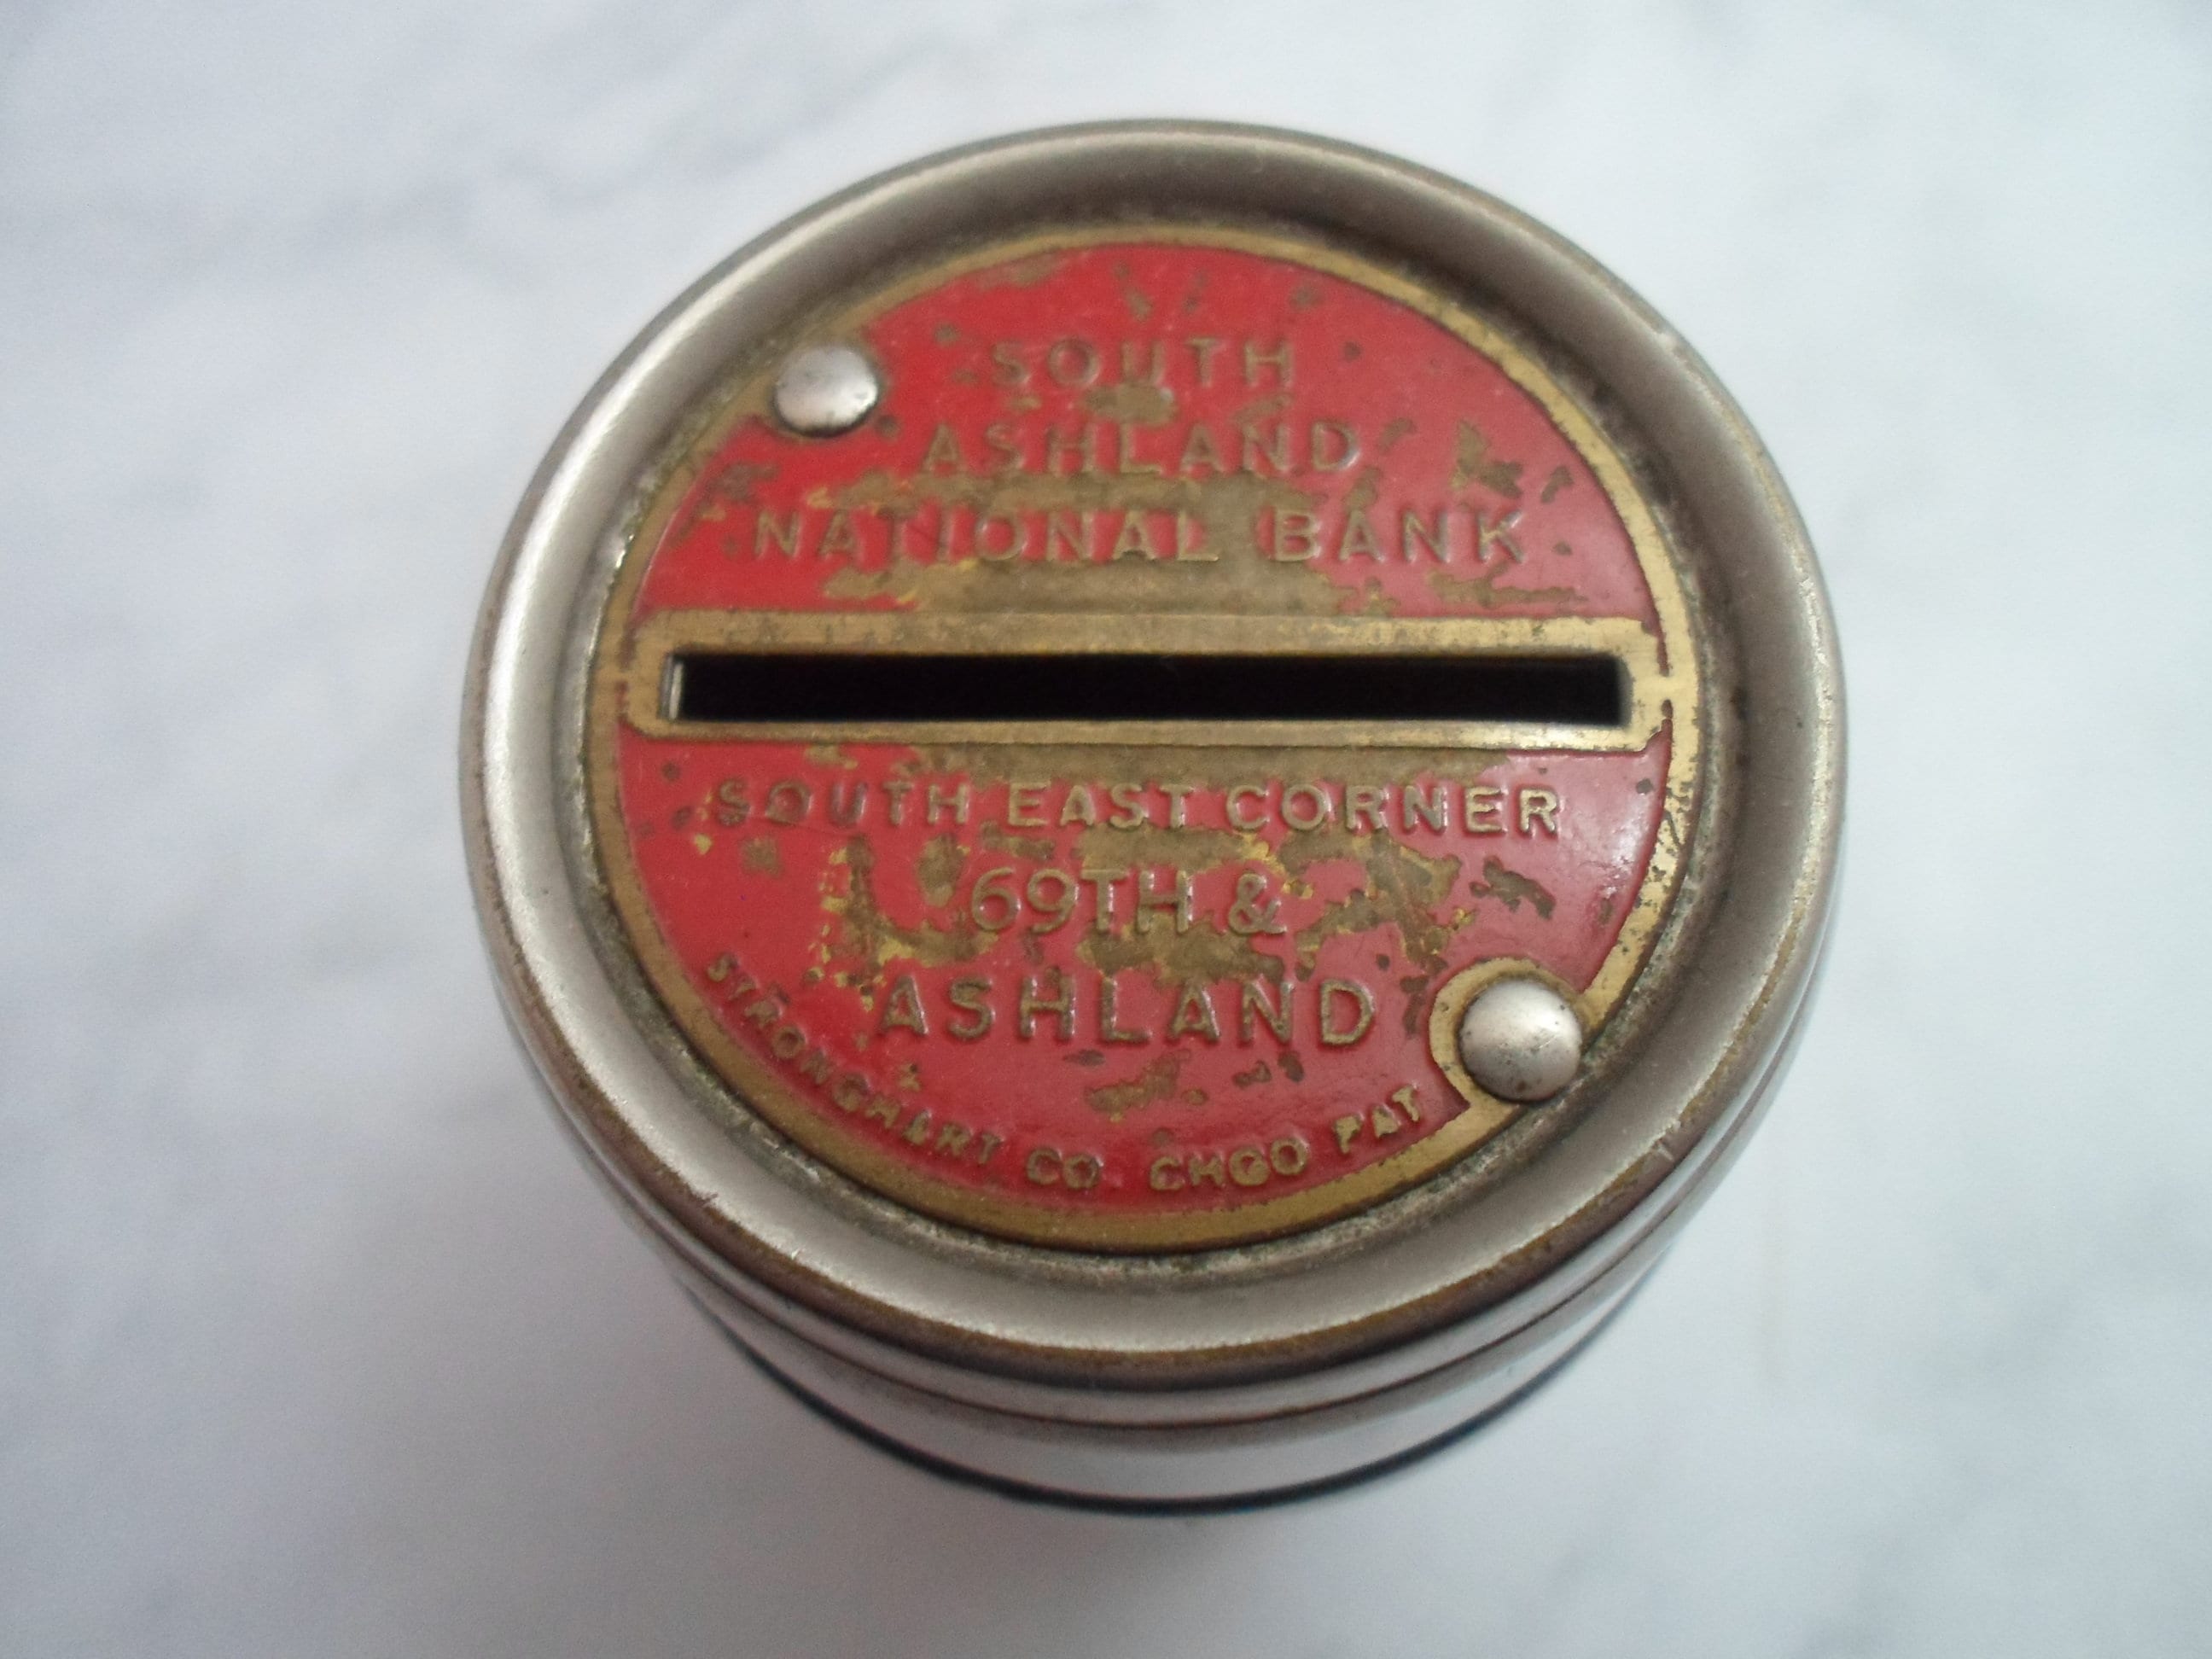 SOUTH
ASHLAND
NATIONAL BANK
SOUTH EAST CORNER
69TH &
ASHLAND
STRONGHART CO. CHGO PAT